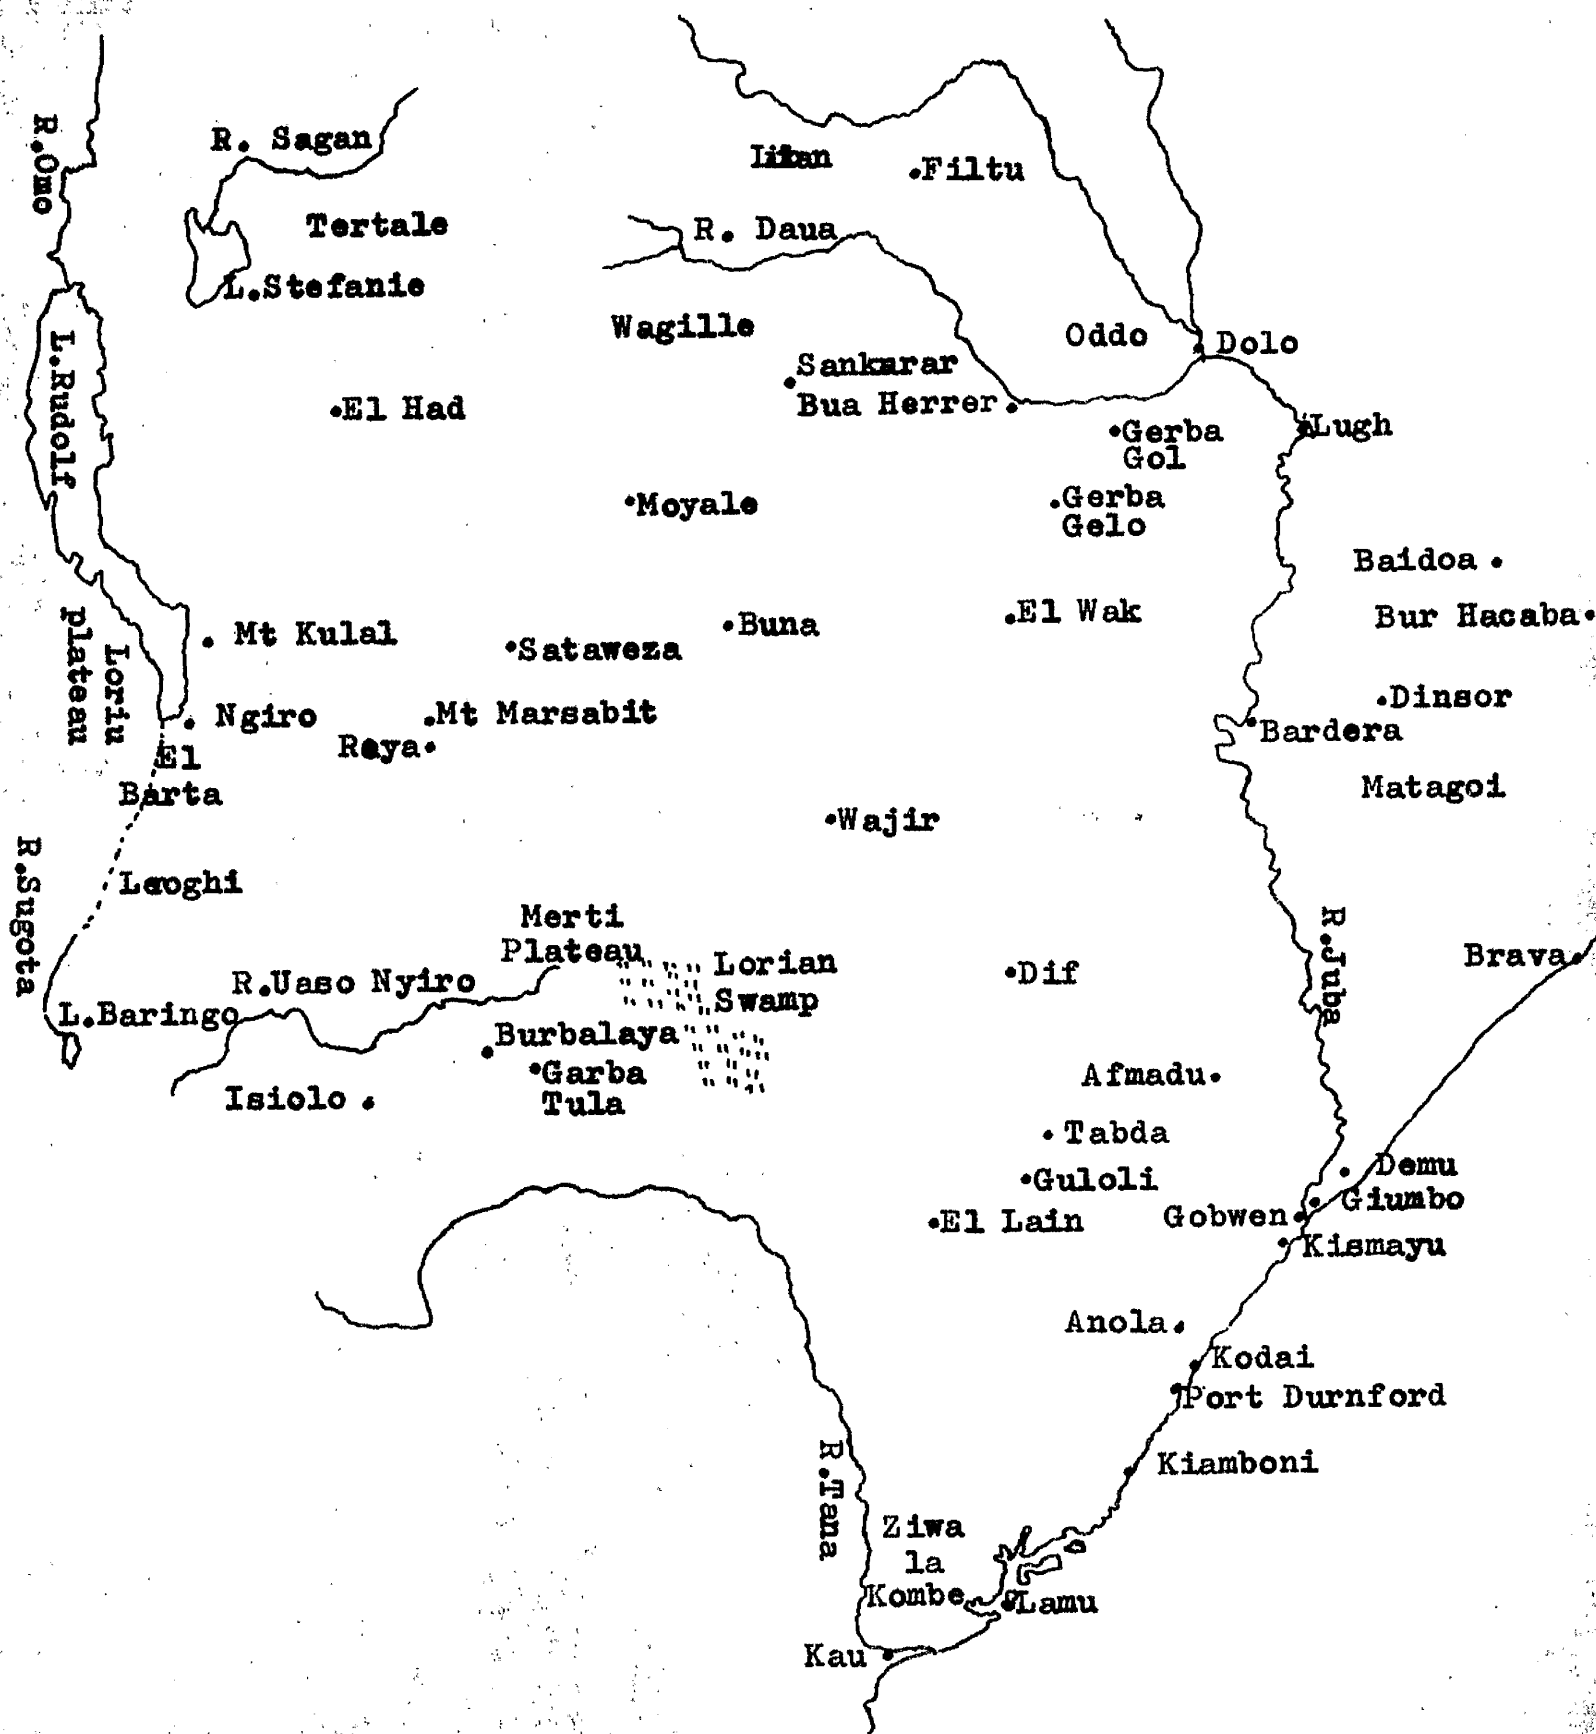 R.Omo
R. Sagan
Tertale
L.Stefanie
.Filtu
R. Daua
Wagille
Oddo
Dolo
Sankurar
Bua Herrer
L.Rudolf
El Had
Gerba
Gol
Lugh
Moyale
Gerba
Gelo
Baidoa
El Wak
Bur Hacaba
Mt Kulal
Buna
Sataweza
Loriu
plateau
Ngiro
Mt Marsabit
Dinsor
Bardera
El
Barta
Raya
Matagoi
Wajir
R.Sugota
Leroghi
Merti
Plateau
Lorian
Swamp
Dif
R.Juba
Brava
R.Uaso Nyiro
L.Baringo
Burbalaya
Garba
Tula
Isiolo
Afmadu
Tabda
Guloli
Demu
Giumbo
El Lain
Gobwen
Kismayu
Anola
Kodai
Port Durnford
R.Tana
Kiamboni
Ziwa
la
Kombe
Lamu
Kau